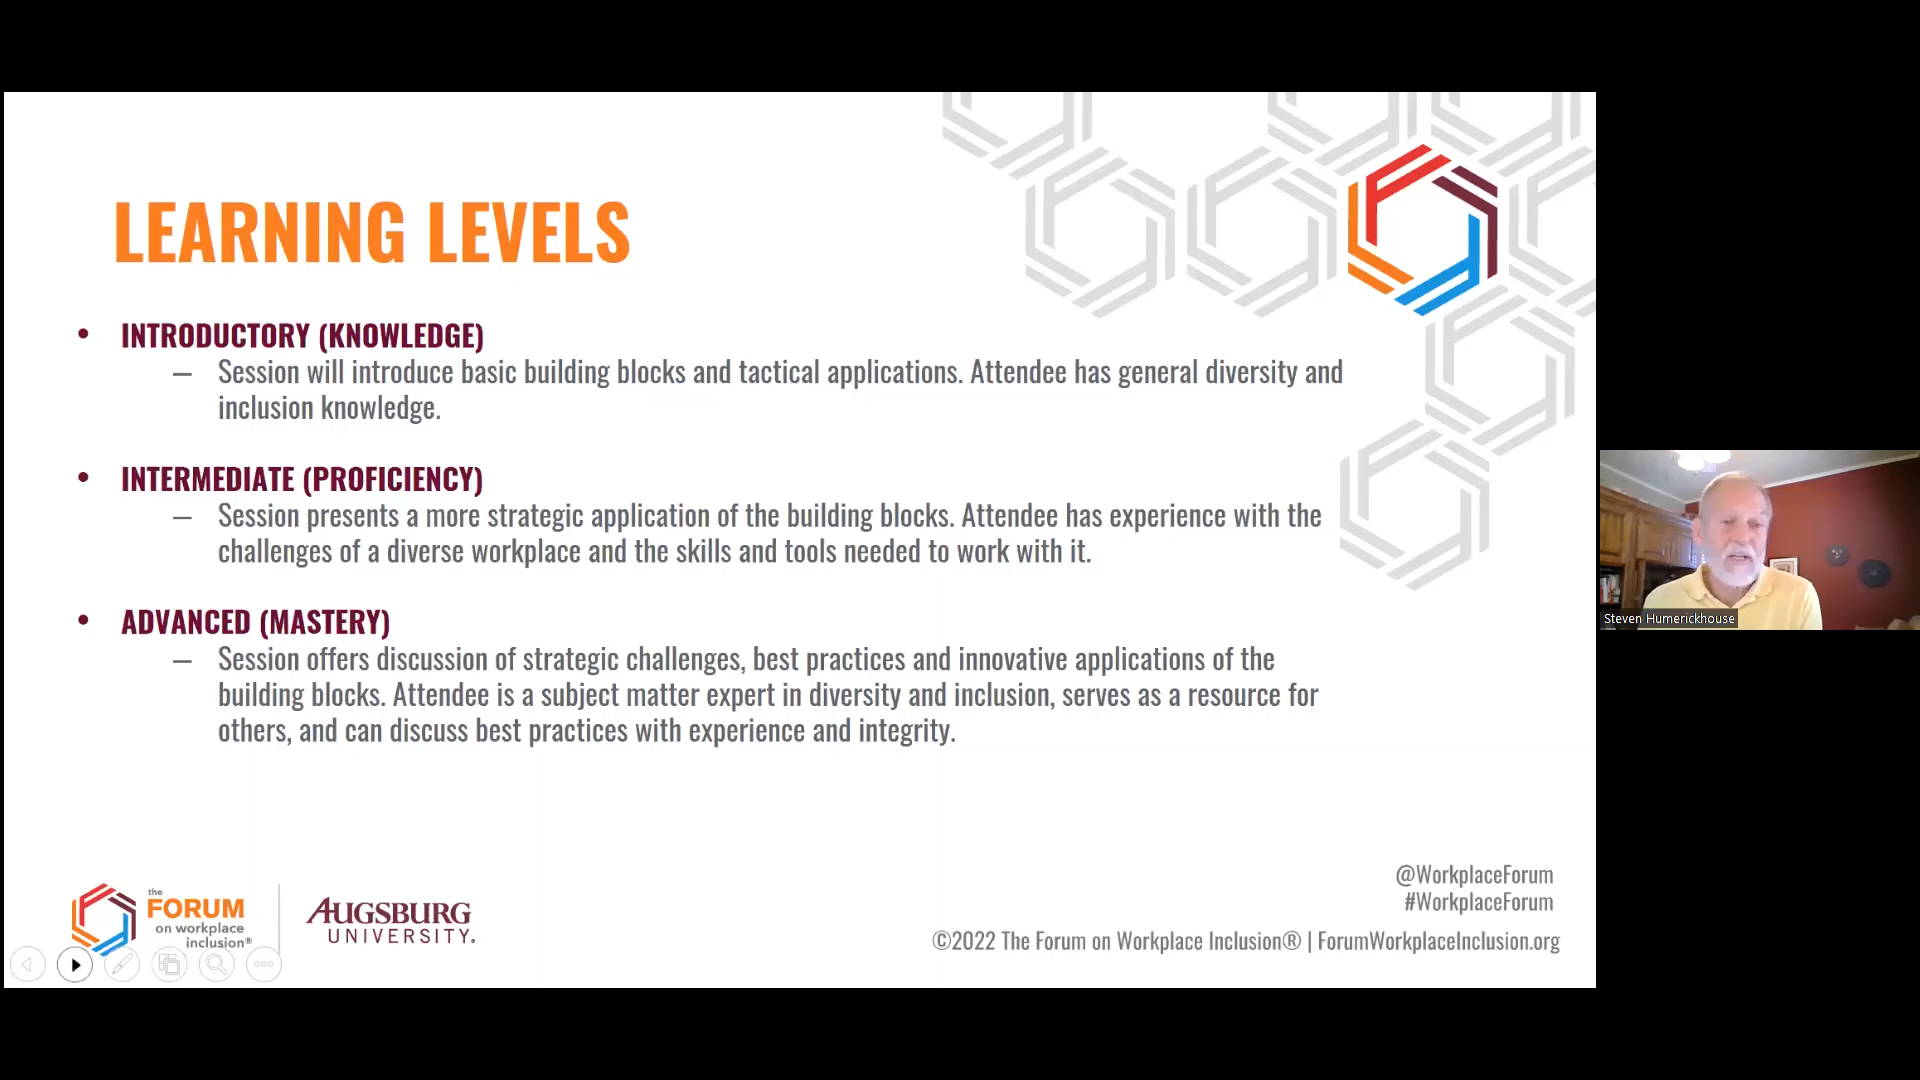 LEARNING LEVELS
• INTRODUCTORY (KNOWLEDGE)
– Session will introduce basic building blocks and tactical applications. Attendee has general diversity and
inclusion knowledge.
• INTERMEDIATE (PROFICIENCY)
– Session presents a more strategic application of the building blocks. Attendee has experience with the
challenges of a diverse workplace and the skills and tools needed to work with it.
• ADVANCED (MASTERY)
– Session offers discussion of strategic challenges, best practices and innovative applications of the
building blocks. Attendee is a subject matter expert in diversity and inclusion, serves as a resource for
others, and can discuss best practices with experience and integrity.
Steven Humerickhouse
the
FORUM
on workplace
inclusion®
AUGSBURG
UNIVERSITY.
@WorkplaceForum
#WorkplaceForum
©2022 The Forum on Workplace Inclusion® | ForumWorkplaceInclusion.org